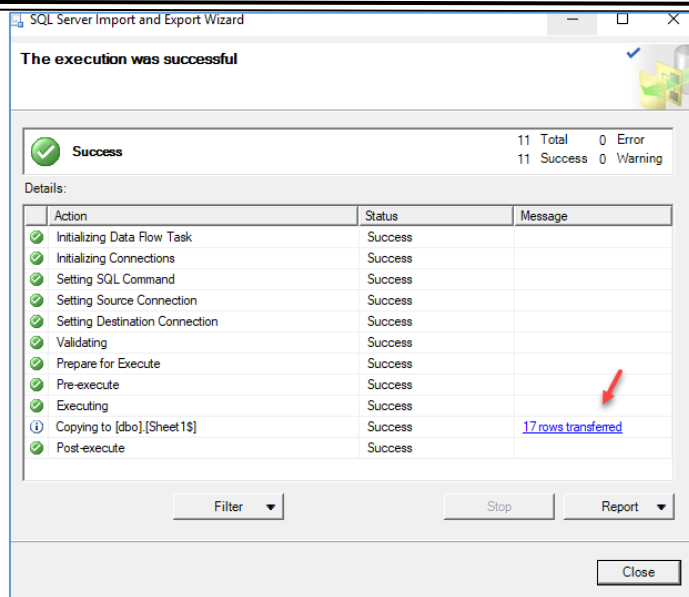 SQL Server Import and Export Wizard
The execution was successful
Success
11 Total 0 Error
11 Success 0 Warning
Details:
Action Status Message
Initializing Data Flow Task Success
Initializing Connections Success
Setting SQL Command Success
Setting Source Connection Success
Setting Destination Connection Success
Validating Success
Prepare for Execute Success
Pre-execute Success
Executing Success
Copying to [dbo].[Sheet1$] Success 17 rows transferred
Post-execute Success
Filter Stop Report
Close